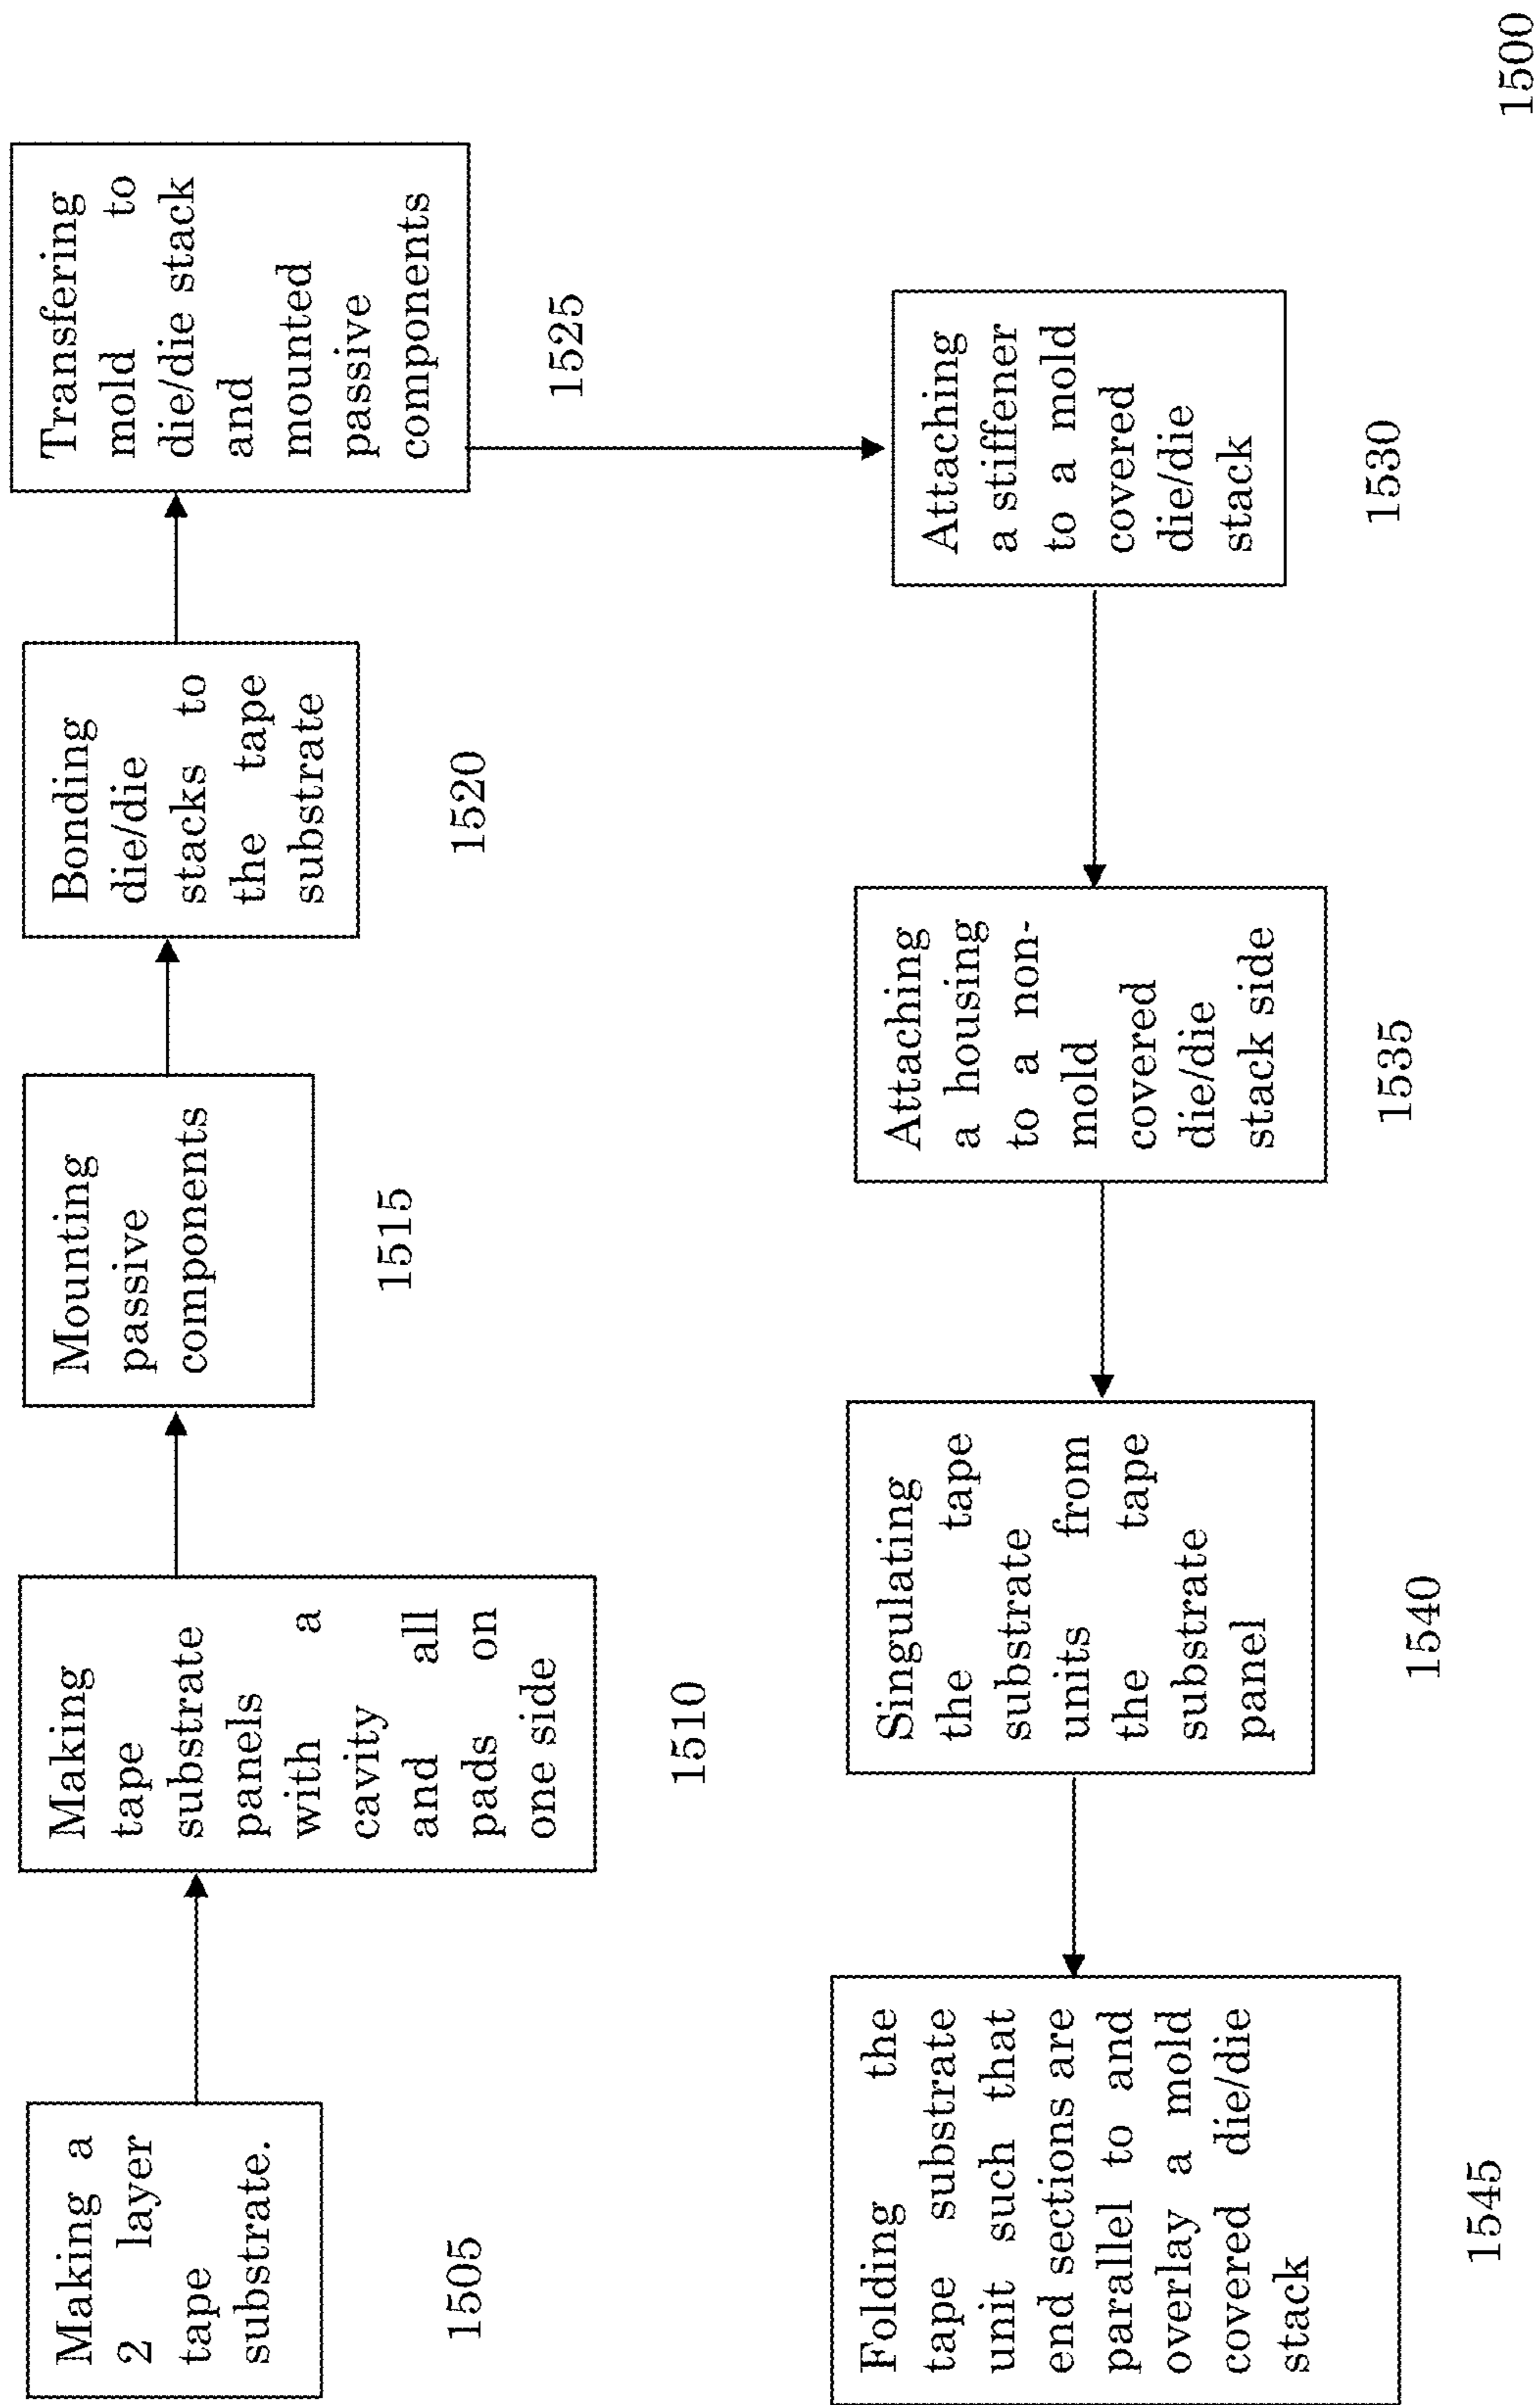 Making a
2 layer
tape
substrate.
1505
Making
tape
substrate
panels
with a
cavity
and all
pads on
one side
1510
Mounting
passive
components
1515
Bonding
die/die
stacks to
the tape
substrate
1520
Transfering
mold to
die/die stack
and
mounted
passive
components
1525
Attaching
a stiffener
to a mold
covered
die/die
stack
1530
Attaching
a housing
to a non-
mold
covered
die/die
stack side
1535
Singulating
the tape
substrate
units from
the tape
substrate
panel
1540
Folding the
tape substrate
unit such that
end sections are
parallel to and
overlay a mold
covered die/die
stack
1545
1500